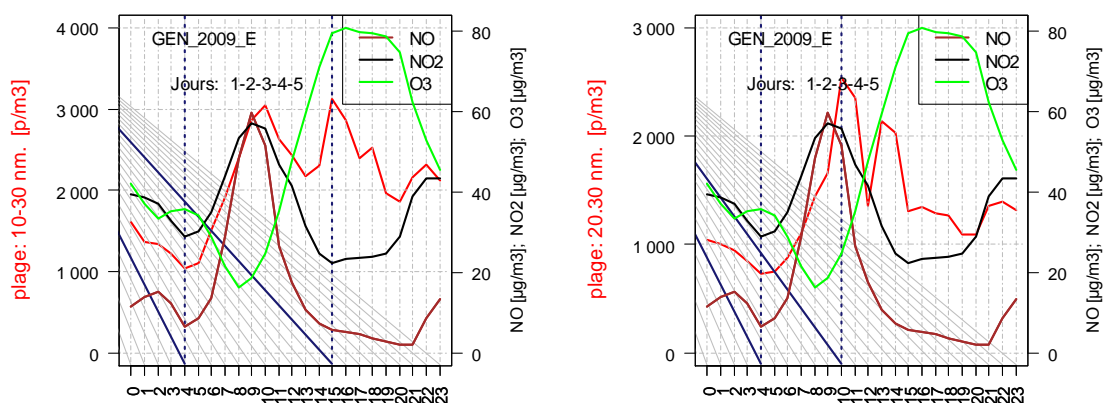 GEN_2009_E
Jours: 1-2-3-4-5
NO
NO2
O3
4 000
3 000
2 000
1 000
0
80
60
40
20
0
plage: 10-30 nm. [p/m3]
NO [µg/m3]; NO2 [µg/m3]; O3 [µg/m3]
0 1 2 3 4 5 6 7 8 9 10 11 12 13 14 15 16 17 18 19 20 21 22 23
GEN_2009_E
Jours: 1-2-3-4-5
NO
NO2
O3
3 000
2 000
1 000
0
80
60
40
20
0
plage: 20.30 nm. [p/m3]
NO [µg/m3]; NO2 [µg/m3]; O3 [µg/m3]
0 1 2 3 4 5 6 7 8 9 10 11 12 13 14 15 16 17 18 19 20 21 22 23